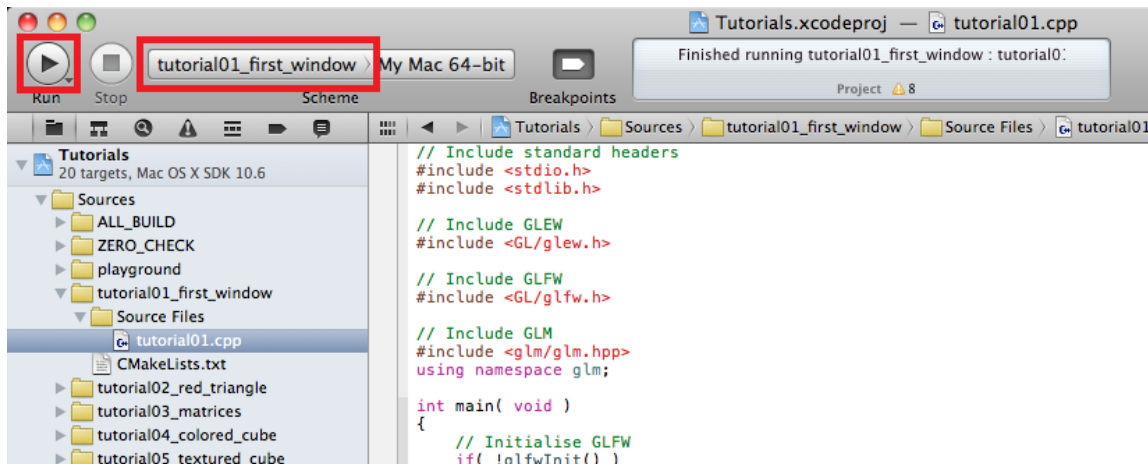 Tutorials.xcodeproj — tutorial01.cpp
tutorial01_first_window My Mac 64-bit
Finished running tutorial01_first_window : tutorial0
Project 8
Run Stop Scheme Breakpoints
Tutorials Sources tutorial01_first_window Source Files tutorial01
Tutorials
20 targets, Mac OS X SDK 10.6
Sources
ALL_BUILD
ZERO_CHECK
playground
tutorial01_first_window
Source Files
tutorial01.cpp
CMakeLists.txt
tutorial02_red_triangle
tutorial03_matrices
tutorial04_colored_cube
tutorial05_textured_cube
// Include standard headers
#include <stdio.h>
#include <stdlib.h>
// Include GLEW
#include <GL/glew.h>
// Include GLFW
#include <GL/glfw.h>
// Include GLM
#include <glm/glm.hpp>
using namespace glm;
int main( void )
{
// Initialise GLFW
if( !glfwInit() )